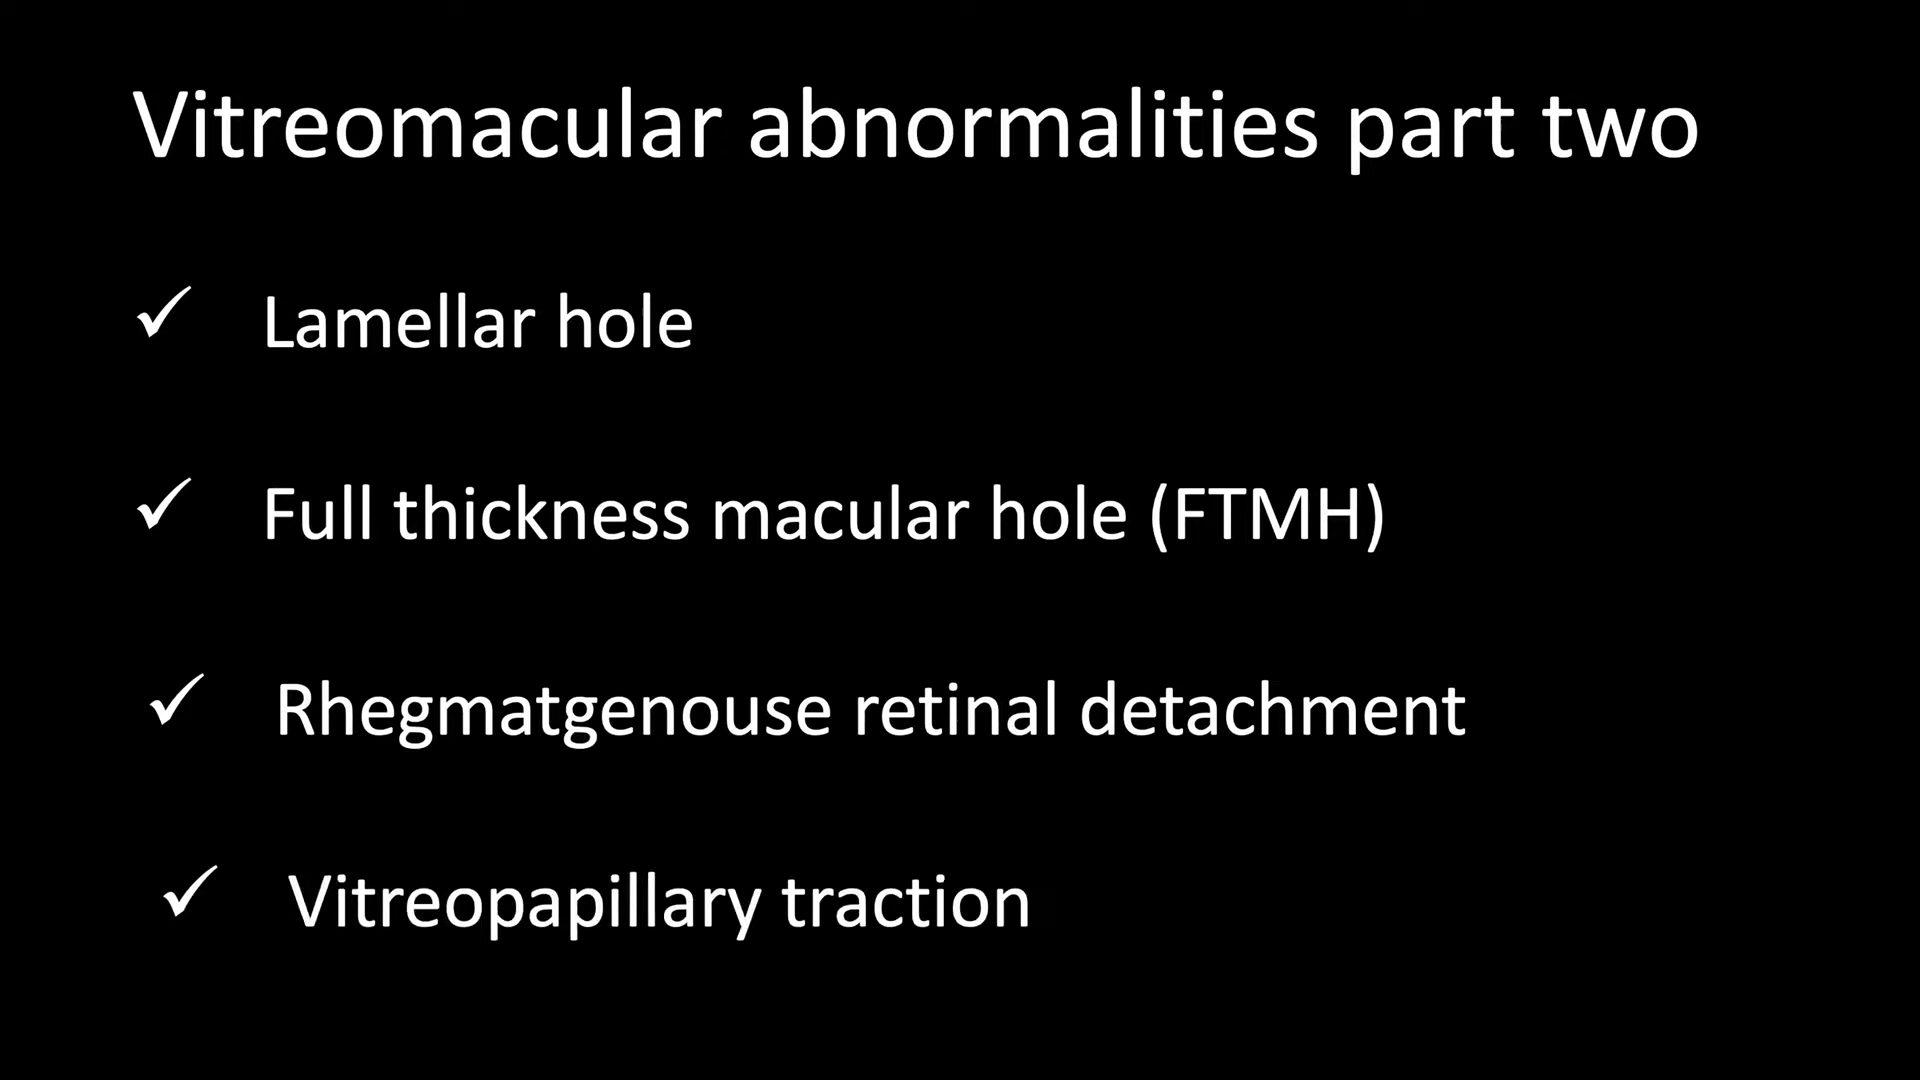 Vitreomacular abnormalities part two
✓ Lamellar hole
✓ Full thickness macular hole (FTMH)
✓ Rhegmatgenouse retinal detachment
✓ Vitreopapillary traction